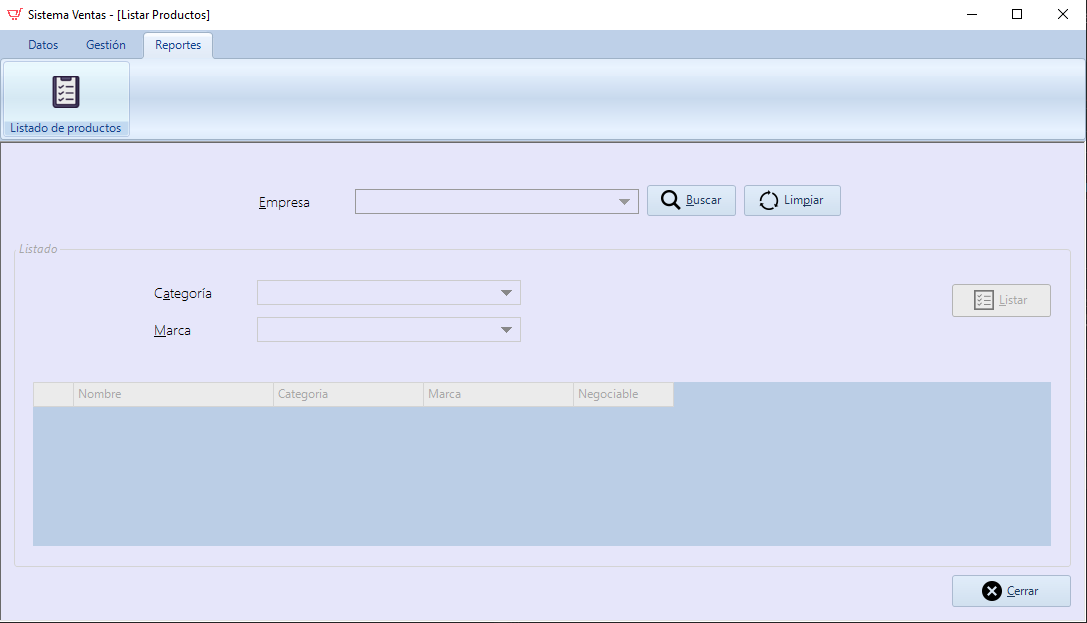 Sistema Ventas - [Listar Productos]
Datos Gestión Reportes
Listado de productos
Empresa Buscar Limpiar
Listado
Categoría
Listar
Marca
Nombre Categoria Marca Negociable
Cerrar